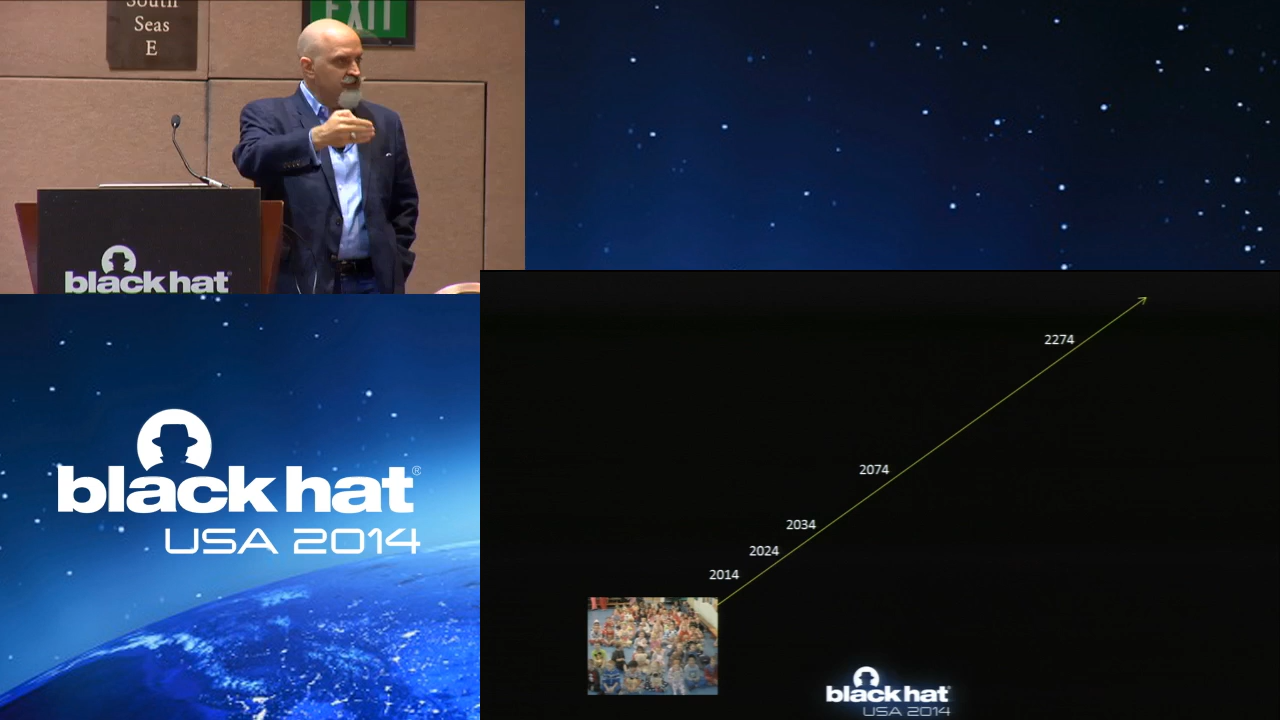 South
Seas
E
EXIT
black hat®
black hat®
USA 2014
2274
2074
2034
2024
2014
black hat
USA 2014